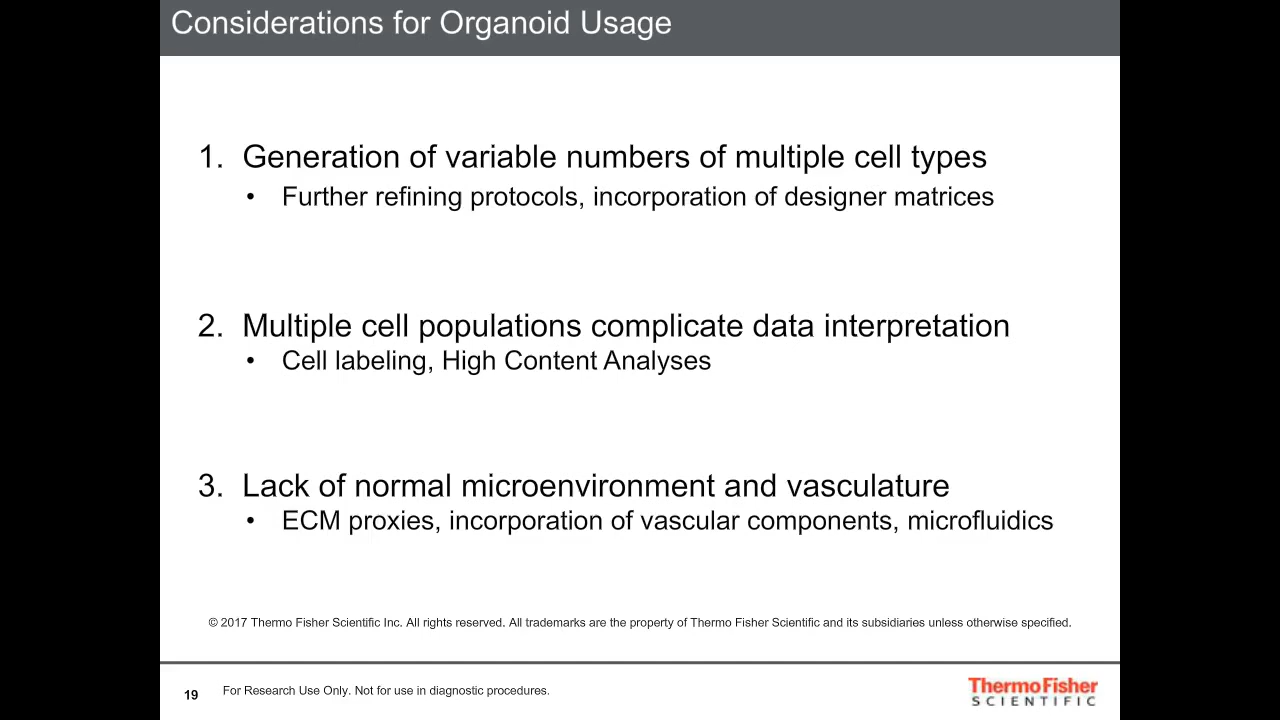 Considerations for Organoid Usage
1. Generation of variable numbers of multiple cell types
• Further refining protocols, incorporation of designer matrices
2. Multiple cell populations complicate data interpretation
• Cell labeling, High Content Analyses
3. Lack of normal microenvironment and vasculature
• ECM proxies, incorporation of vascular components, microfluidics
© 2017 Thermo Fisher Scientific Inc. All rights reserved. All trademarks are the property of Thermo Fisher Scientific and its subsidiaries unless otherwise specified.
19 For Research Use Only. Not for use in diagnostic procedures.
ThermoFisher
SCIENTIFIC